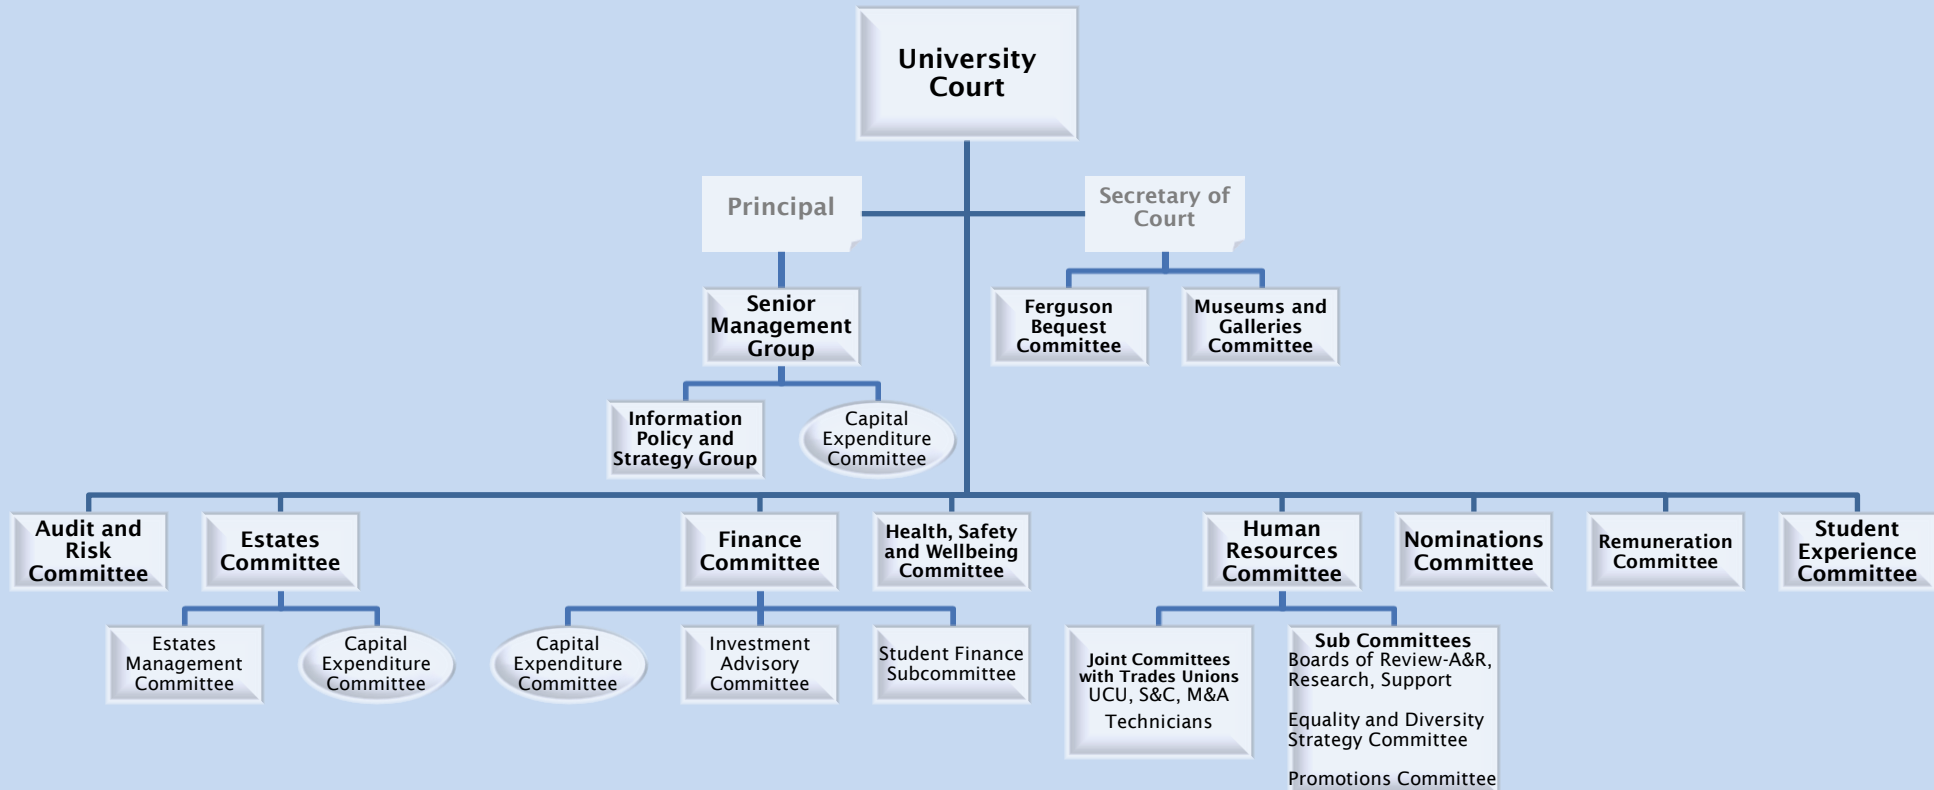 University
Court
Principal
Secretary of
Court
Senior
Management
Group
Ferguson
Bequest
Committee
Museums and
Galleries
Committee
Information
Policy and
Strategy Group
Capital
Expenditure
Committee
Audit and
Risk
Committee
Estates
Committee
Finance
Committee
Health, Safety
and Wellbeing
Committee
Human
Resources
Committee
Nominations
Committee
Remuneration
Committee
Student
Experience
Committee
Estates
Management
Committee
Capital
Expenditure
Committee
Capital
Expenditure
Committee
Investment
Advisory
Committee
Student Finance
Subcommittee
Joint Committees
with Trades Unions
UCU, S&C, M&A
Technicians
Sub Committees
Boards of Review-A&R,
Research, Support
Equality and Diversity
Strategy Committee
Promotions Committee